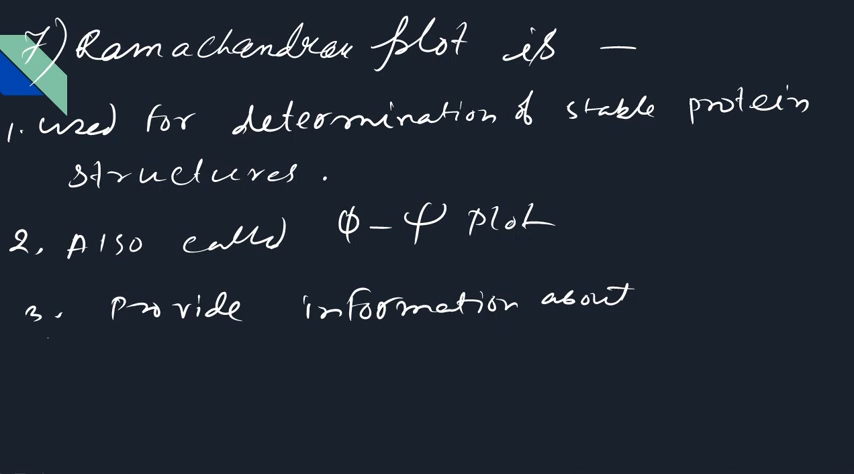 7) Ramachandran plot is —
1. used for determination of stable protein
structures.
2. Also called φ - ψ plot
3. Provide information about